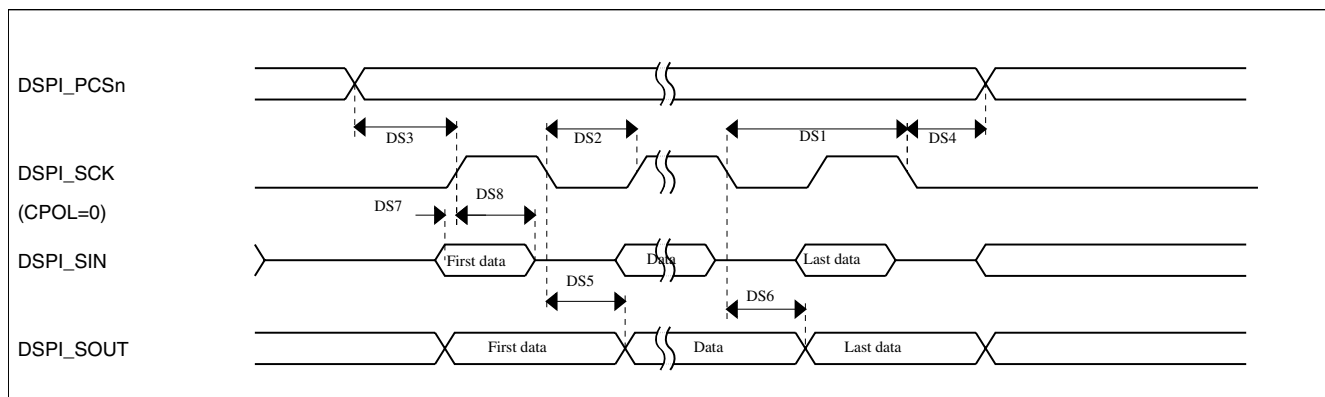 DSPI_PCSn
DS3
DS2
DS1
DS4
DSPI_SCK
(CPOL=0)
DS7
DS8
DSPI_SIN
First data
Data
Last data
DS5
DS6
DSPI_SOUT
First data
Data
Last data